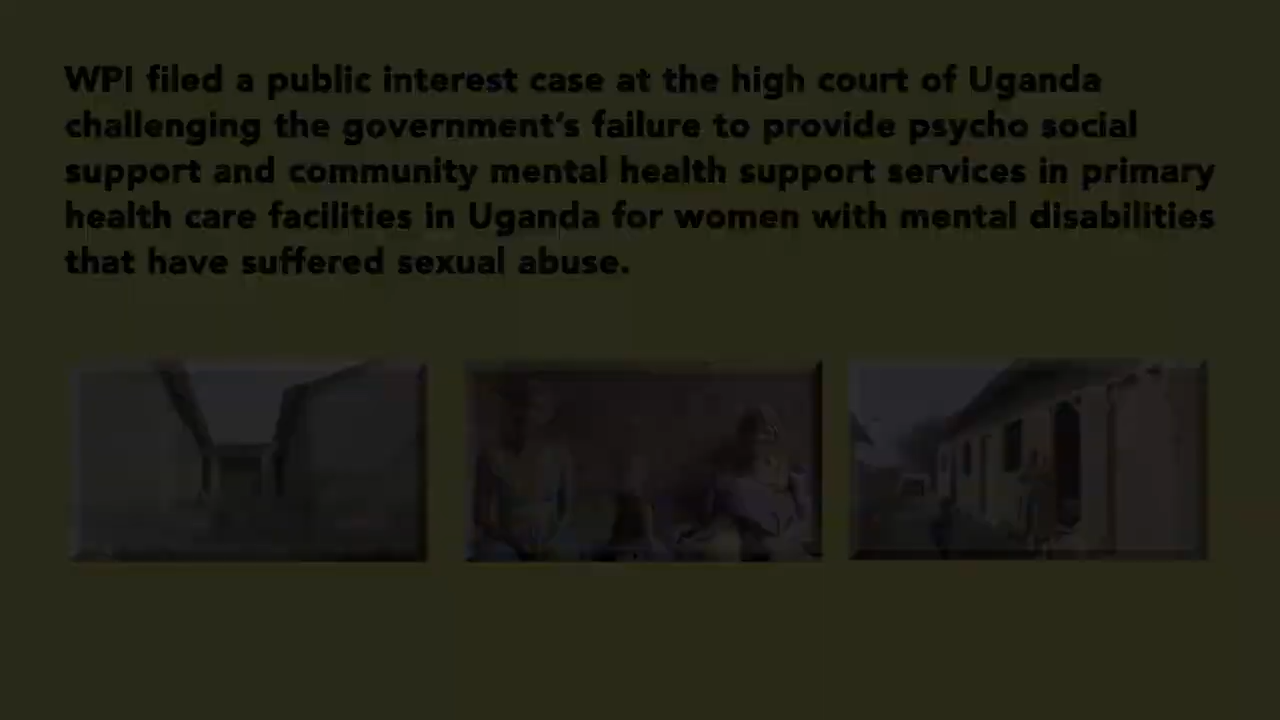 WPI filed a public interest case at the high court of Uganda
challenging the government's failure to provide psycho social
support and community mental health support services in primary
health care facilities in Uganda for women with mental disabilities
that have suffered sexual abuse.